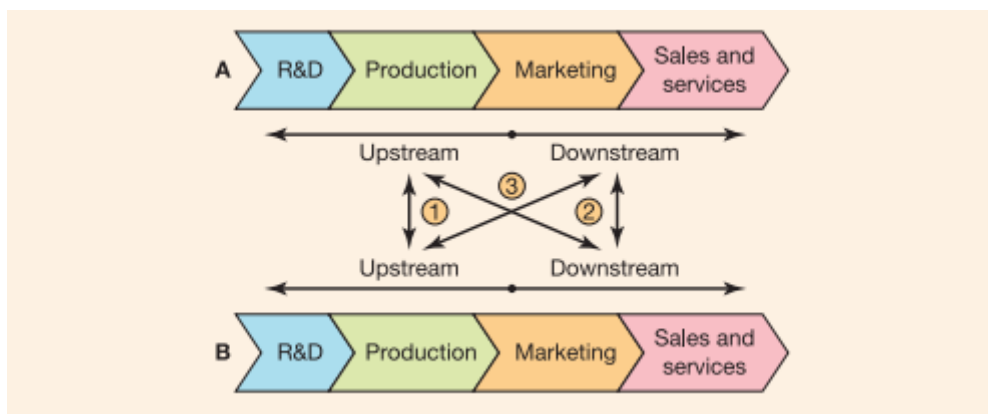 A
R&D
Production
Marketing
Sales and
services
Upstream
Downstream
3
1
2
Upstream
Downstream
B
R&D
Production
Marketing
Sales and
services